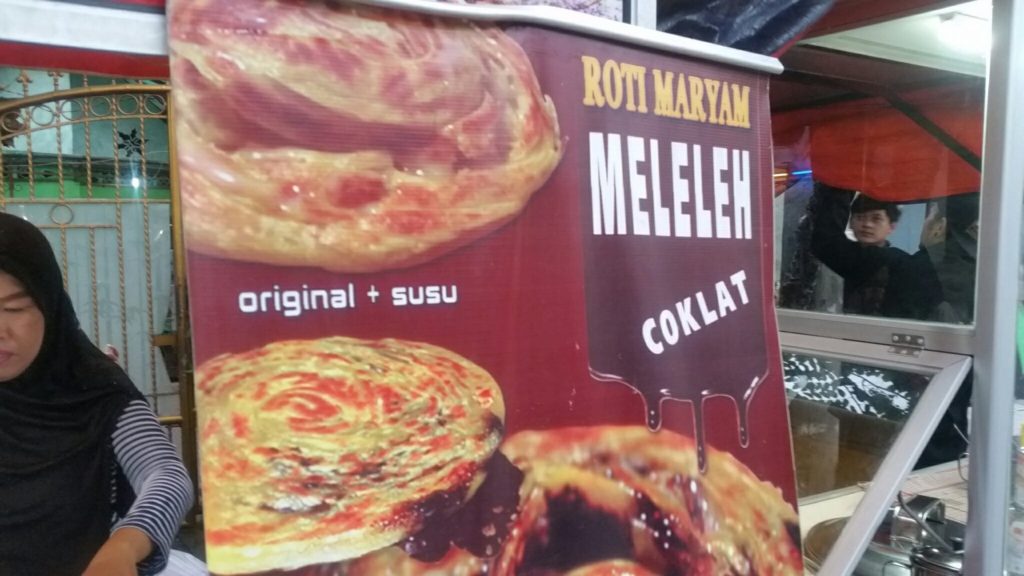 ROTI MARYAM
MELELEH
COKLAT
original + susu